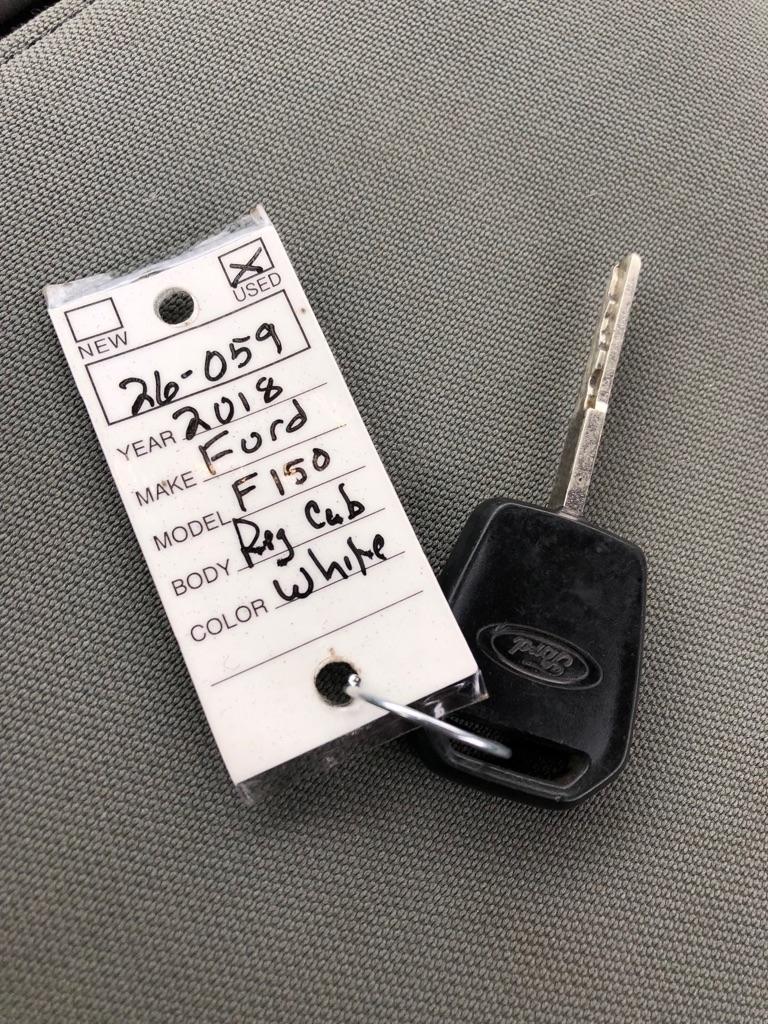 NEW
USED
26-059
YEAR 2018
MAKE Ford
MODEL F150
BODY Reg Cab
COLOR White
Ford